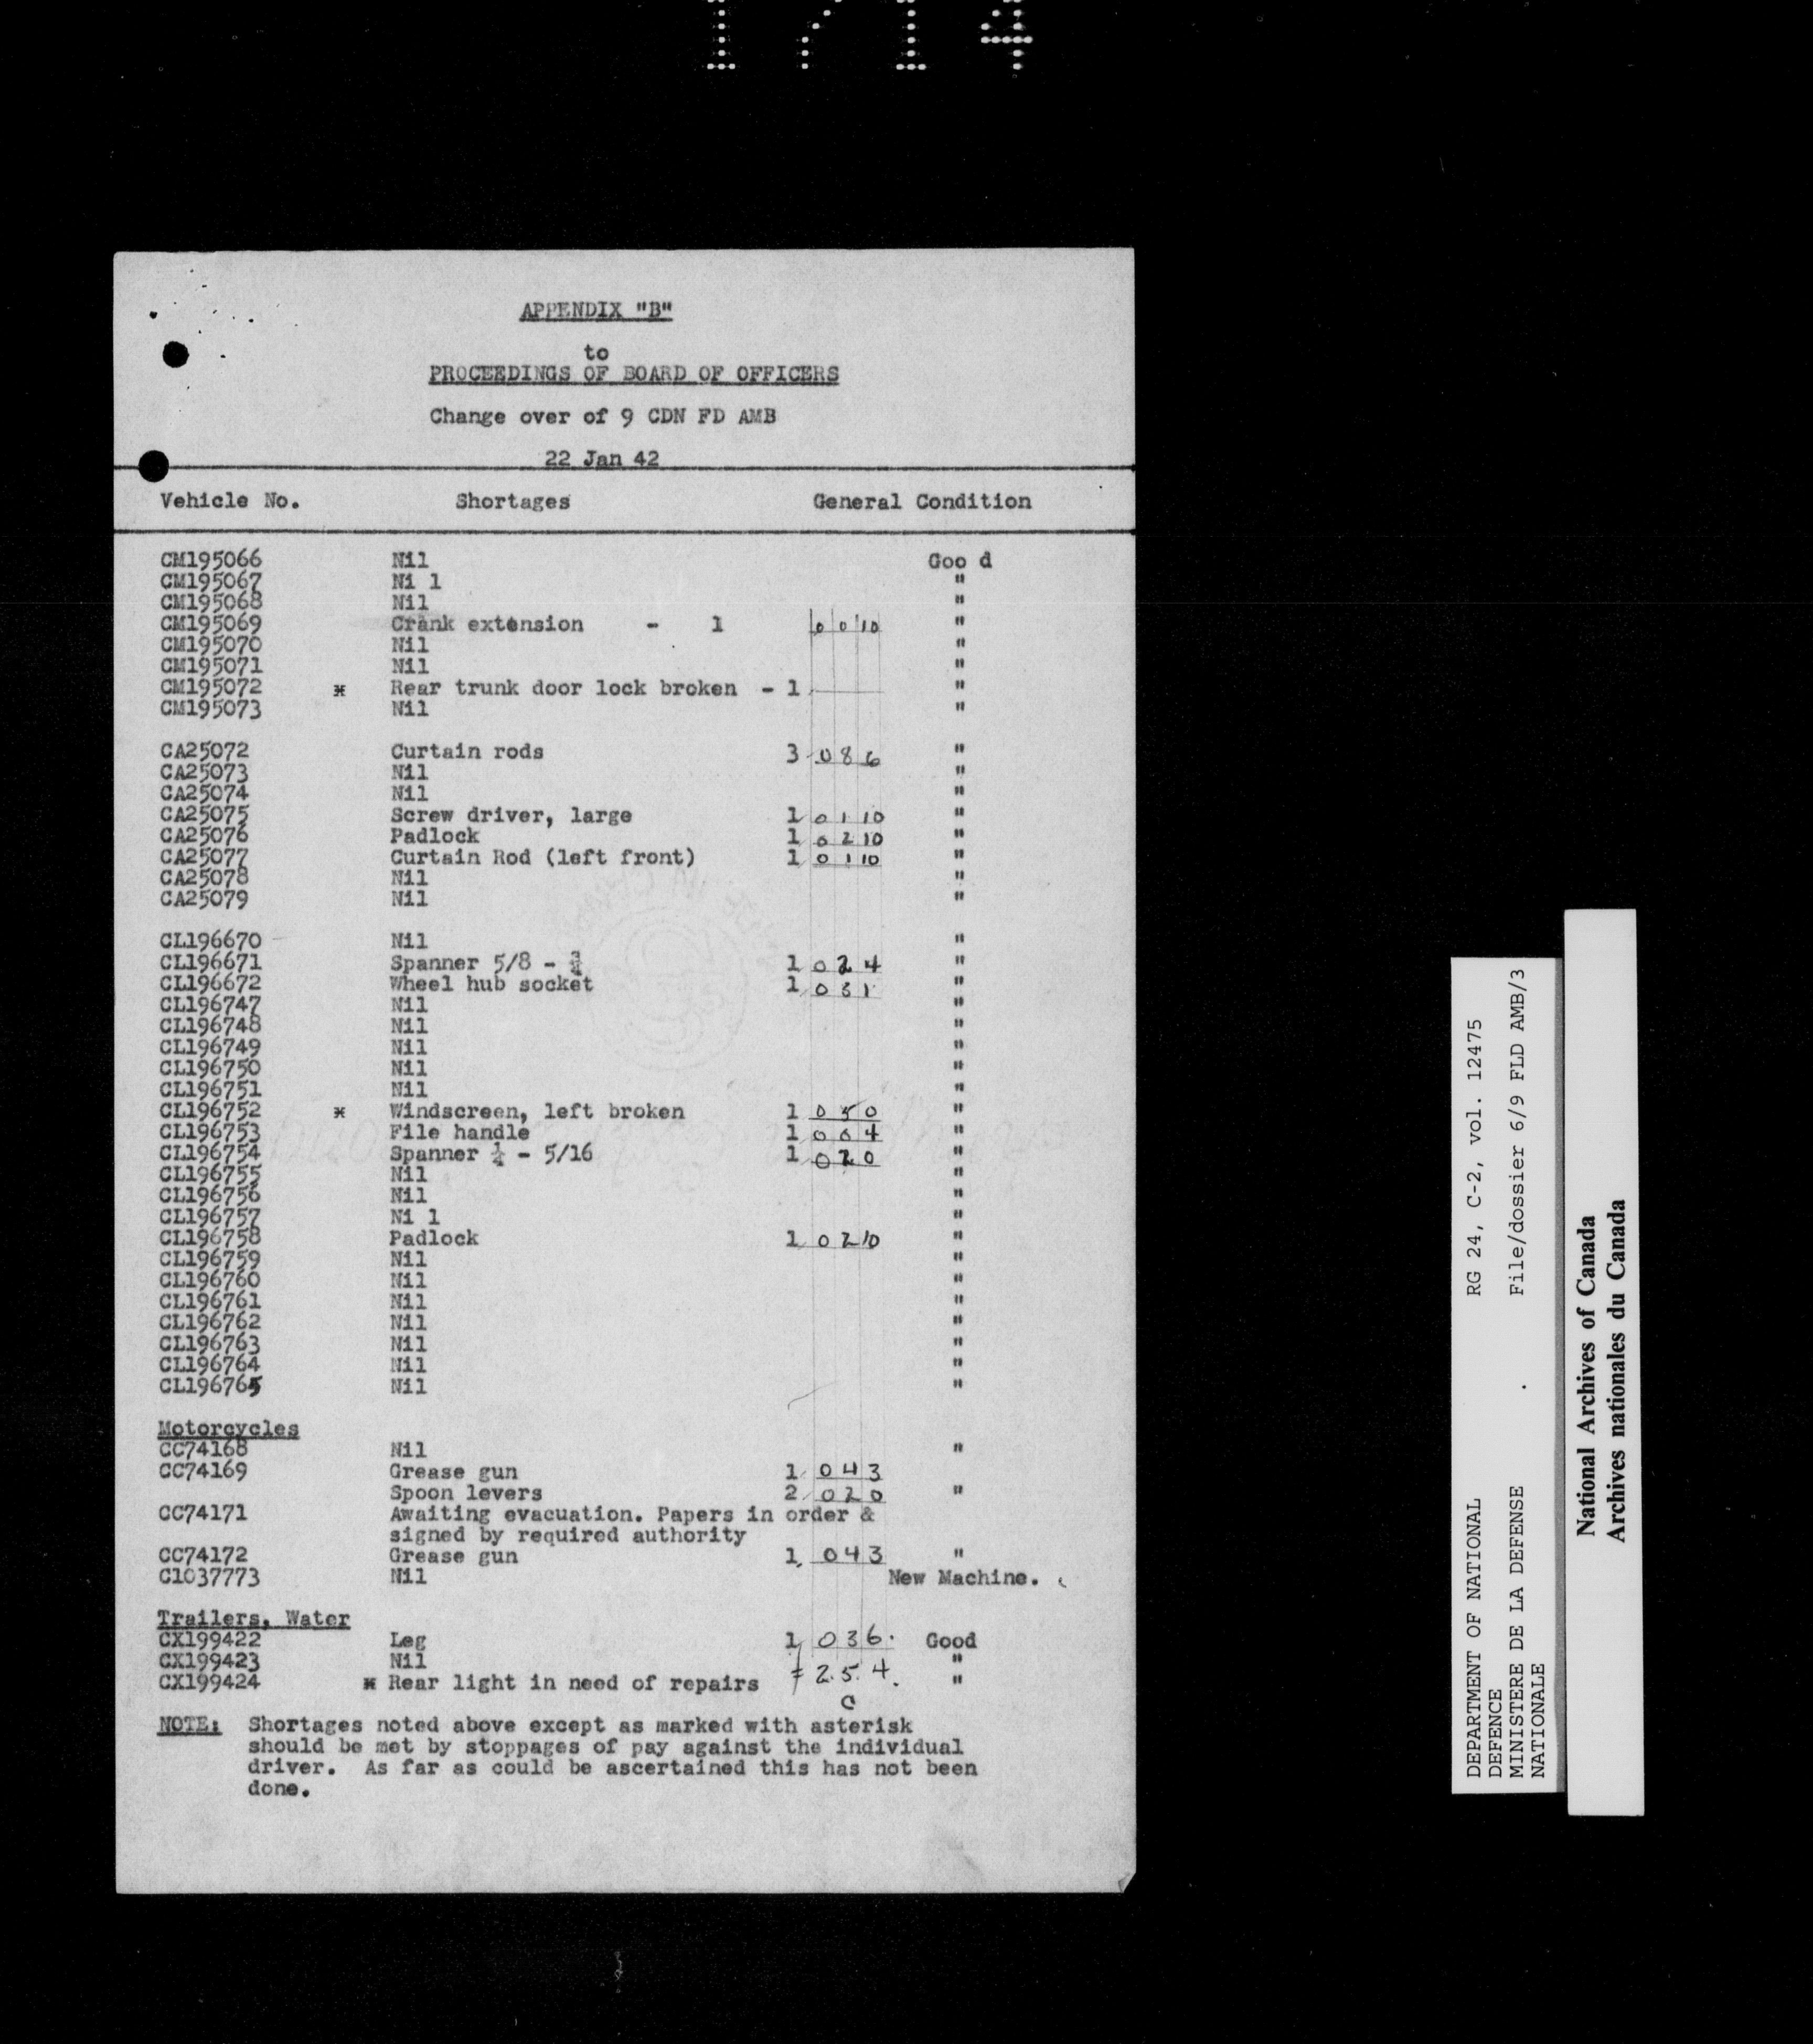 1714
APPENDIX "B"
to
PROCEEDINGS OF BOARD OF OFFICERS
Change over of 9 CDN FD AMB
22 Jan 42
Vehicle No. Shortages General Condition
CM195066 Nil Goo d
CM195067 Ni l "
CM195068 Nil "
CM195069 Crank extension - 1 0 0 10 "
CM195070 Nil "
CM195071 Nil "
CM195072 * Rear trunk door lock broken - 1 "
CM195073 Nil "
CA25072 Curtain rods 3 0 8 6 "
CA25073 Nil "
CA25074 Nil "
CA25075 Screw driver, large 1 0 1 10 "
CA25076 Padlock 1 0 2 10 "
CA25077 Curtain Rod (left front) 1 0 1 10 "
CA25078 Nil "
CA25079 Nil "
CL196670 Nil "
CL196671 Spanner 5/8 - ¾ 1 0 2 4 "
CL196672 Wheel hub socket 1 0 3 1 "
CL196747 Nil "
CL196748 Nil "
CL196749 Nil "
CL196750 Nil "
CL196751 Nil "
CL196752 * Windscreen, left broken 1 0 5 0 "
CL196753 File handle 1 0 0 4 "
CL196754 Spanner ¼ - 5/16 1 0 2 0 "
CL196755 Nil "
CL196756 Nil "
CL196757 Ni l "
CL196758 Padlock 1 0 2 10 "
CL196759 Nil "
CL196760 Nil "
CL196761 Nil "
CL196762 Nil "
CL196763 Nil "
CL196764 Nil "
CL196765 Nil "
Motorcycles
CC74168 Nil "
CC74169 Grease gun 1 0 4 3
Spoon levers 2 0 2 0 "
CC74171 Awaiting evacuation. Papers in order &
signed by required authority
CC74172 Grease gun 1 0 4 3 "
C1037773 Nil New Machine.
Trailers, Water
CX199422 Leg 1 0 3 6. Good
CX199423 Nil "
CX199424 * Rear light in need of repairs 2.5.4. "
NOTE: Shortages noted above except as marked with asterisk
should be met by stoppages of pay against the individual
driver. As far as could be ascertained this has not been
done.
DEPARTMENT OF NATIONAL RG 24, C-2, vol. 12475
DEFENCE
MINISTERE DE LA DEFENSE File/dossier 6/9 FLD AMB/3
NATIONALE
National Archives of Canada
Archives nationales du Canada